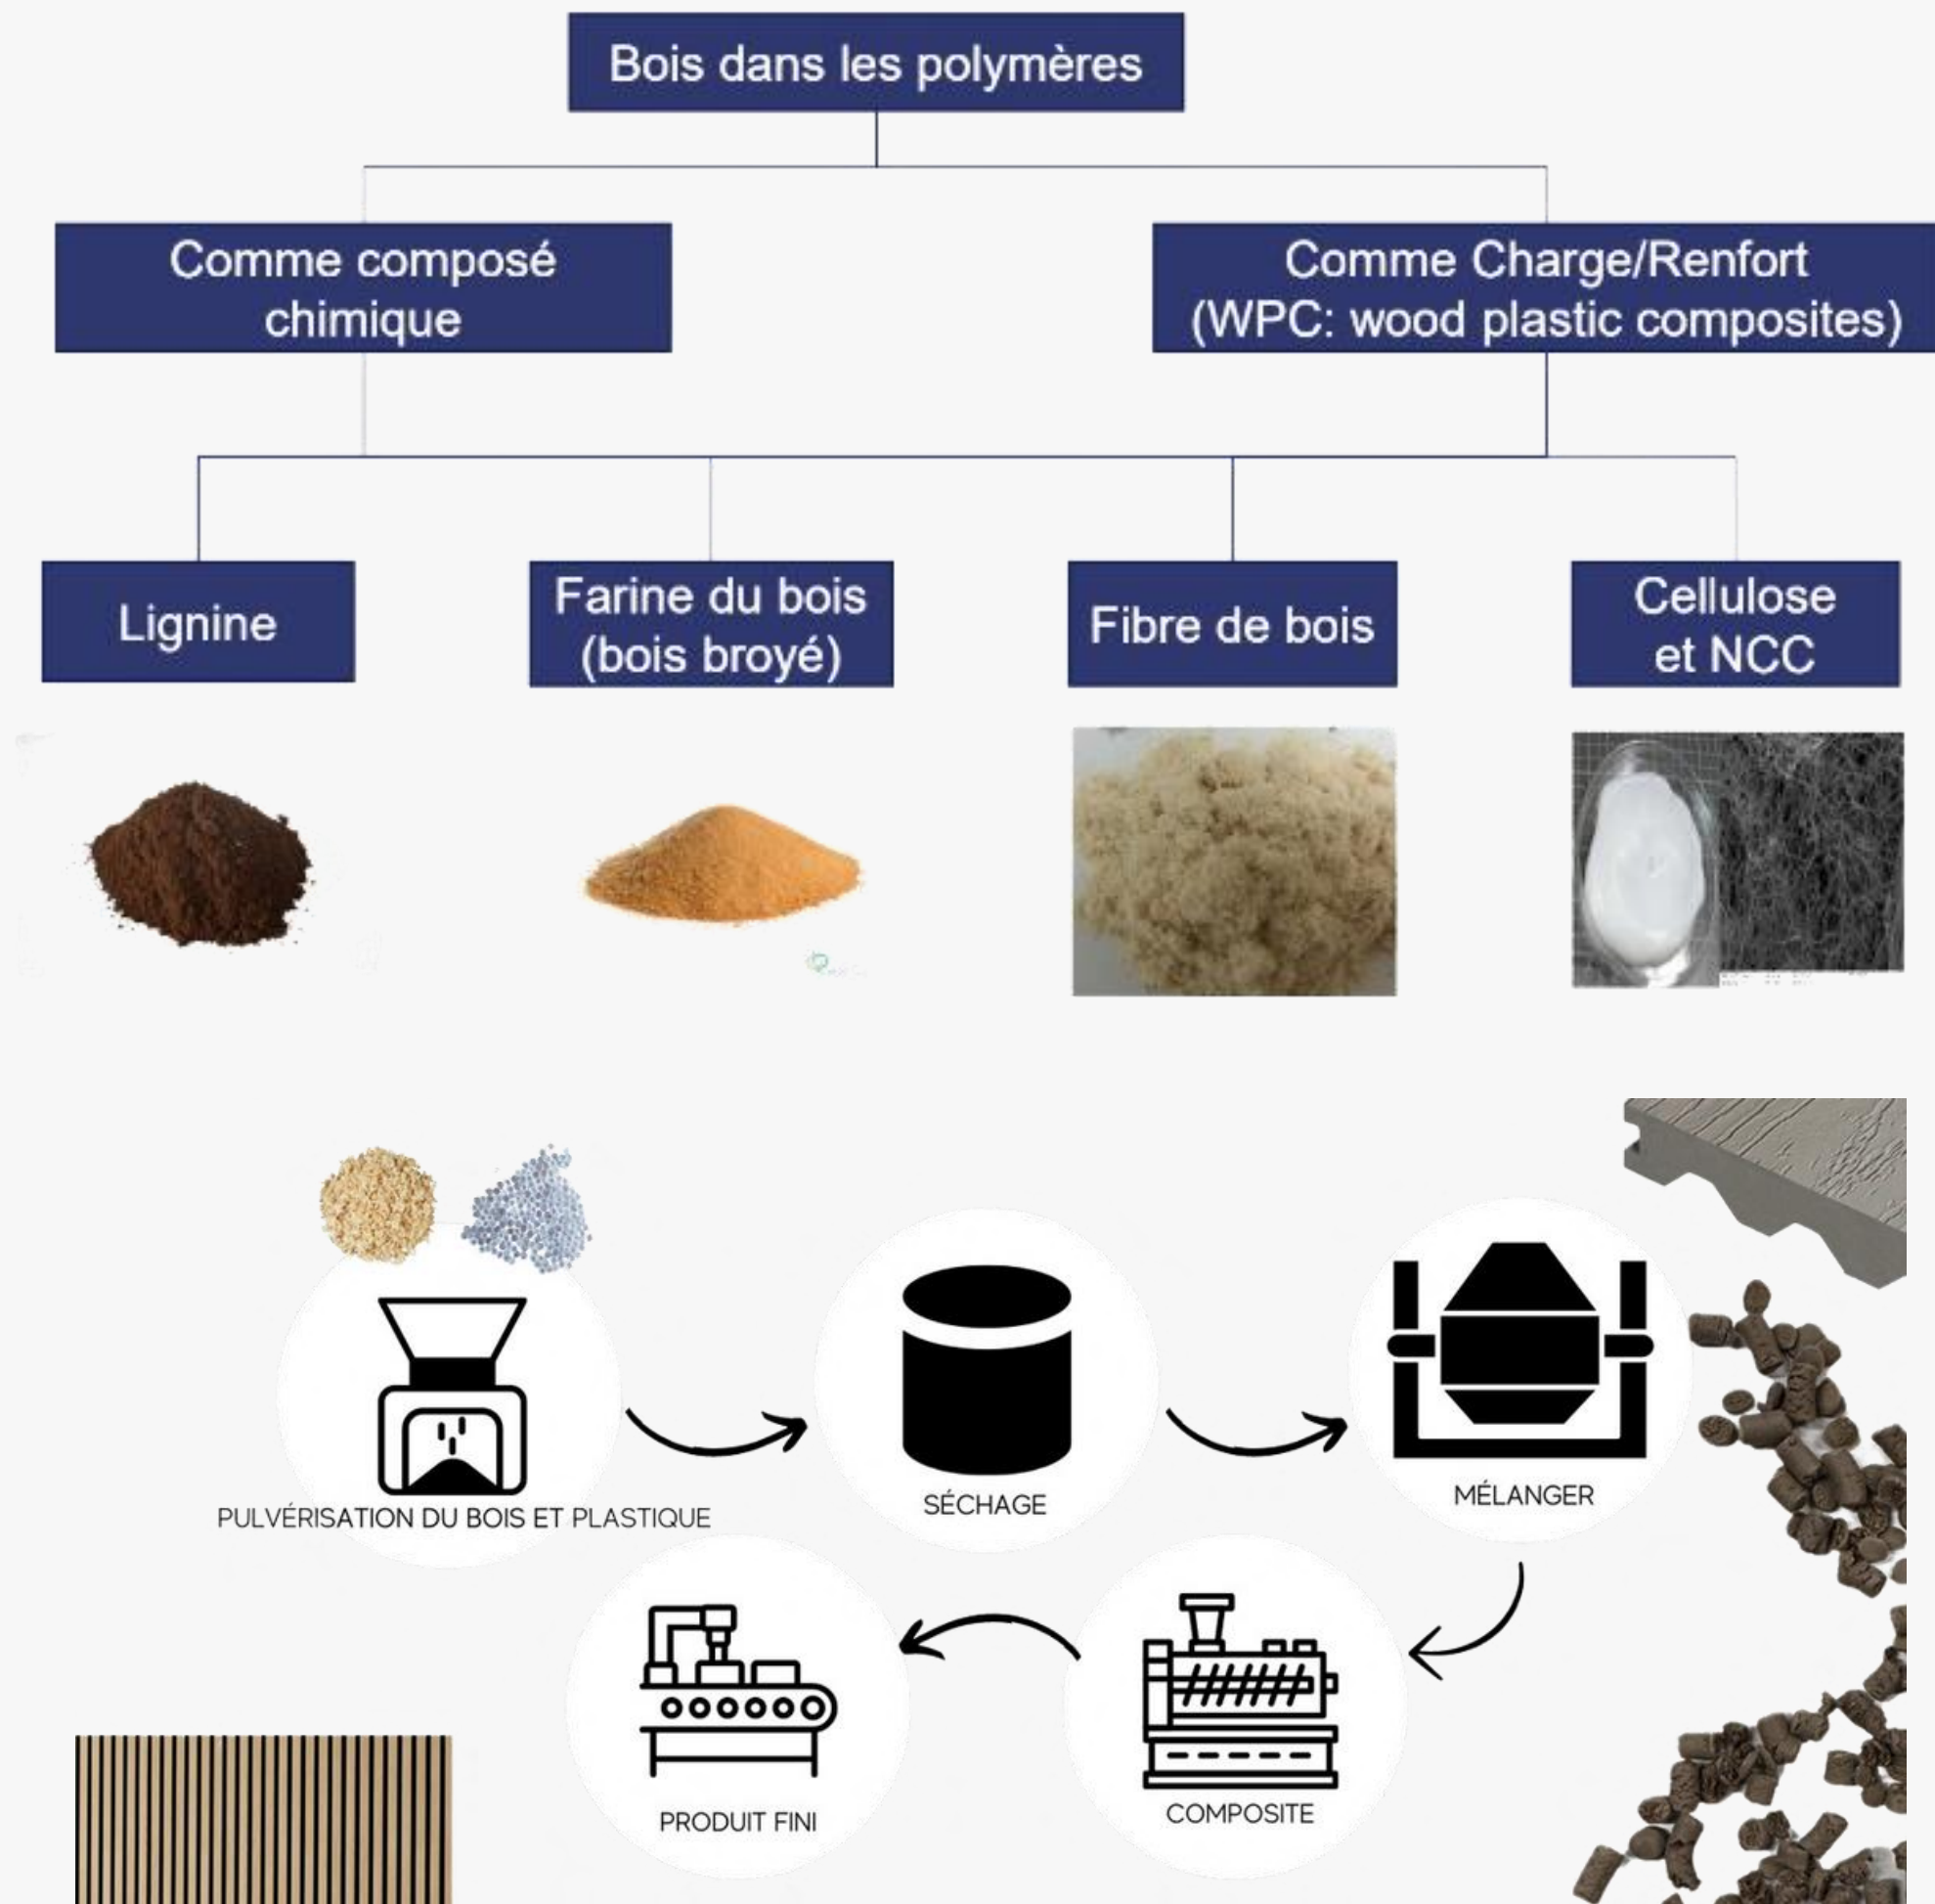 Bois dans les polymères
Comme composé
chimique
Comme Charge/Renfort
(WPC: wood plastic composites)
Lignine
Farine du bois
(bois broyé)
Fibre de bois
Cellulose
et NCC
PULVÉRISATION DU BOIS ET PLASTIQUE
SÉCHAGE
MÉLANGER
PRODUIT FINI
COMPOSITE